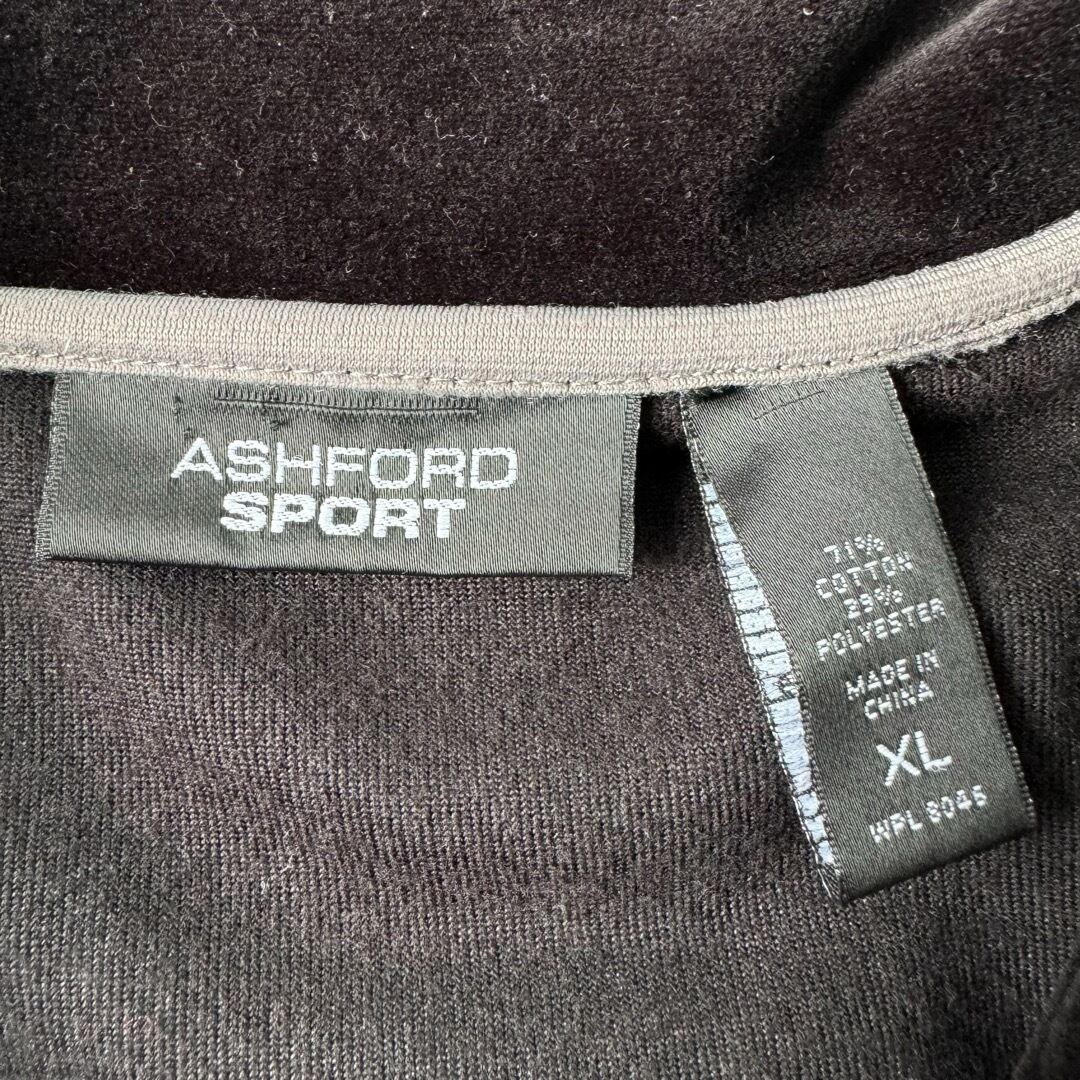 ASHFORD
SPORT
71%
COTTON
29%
POLYESTER
MADE IN
CHINA
XL
WPL 8046